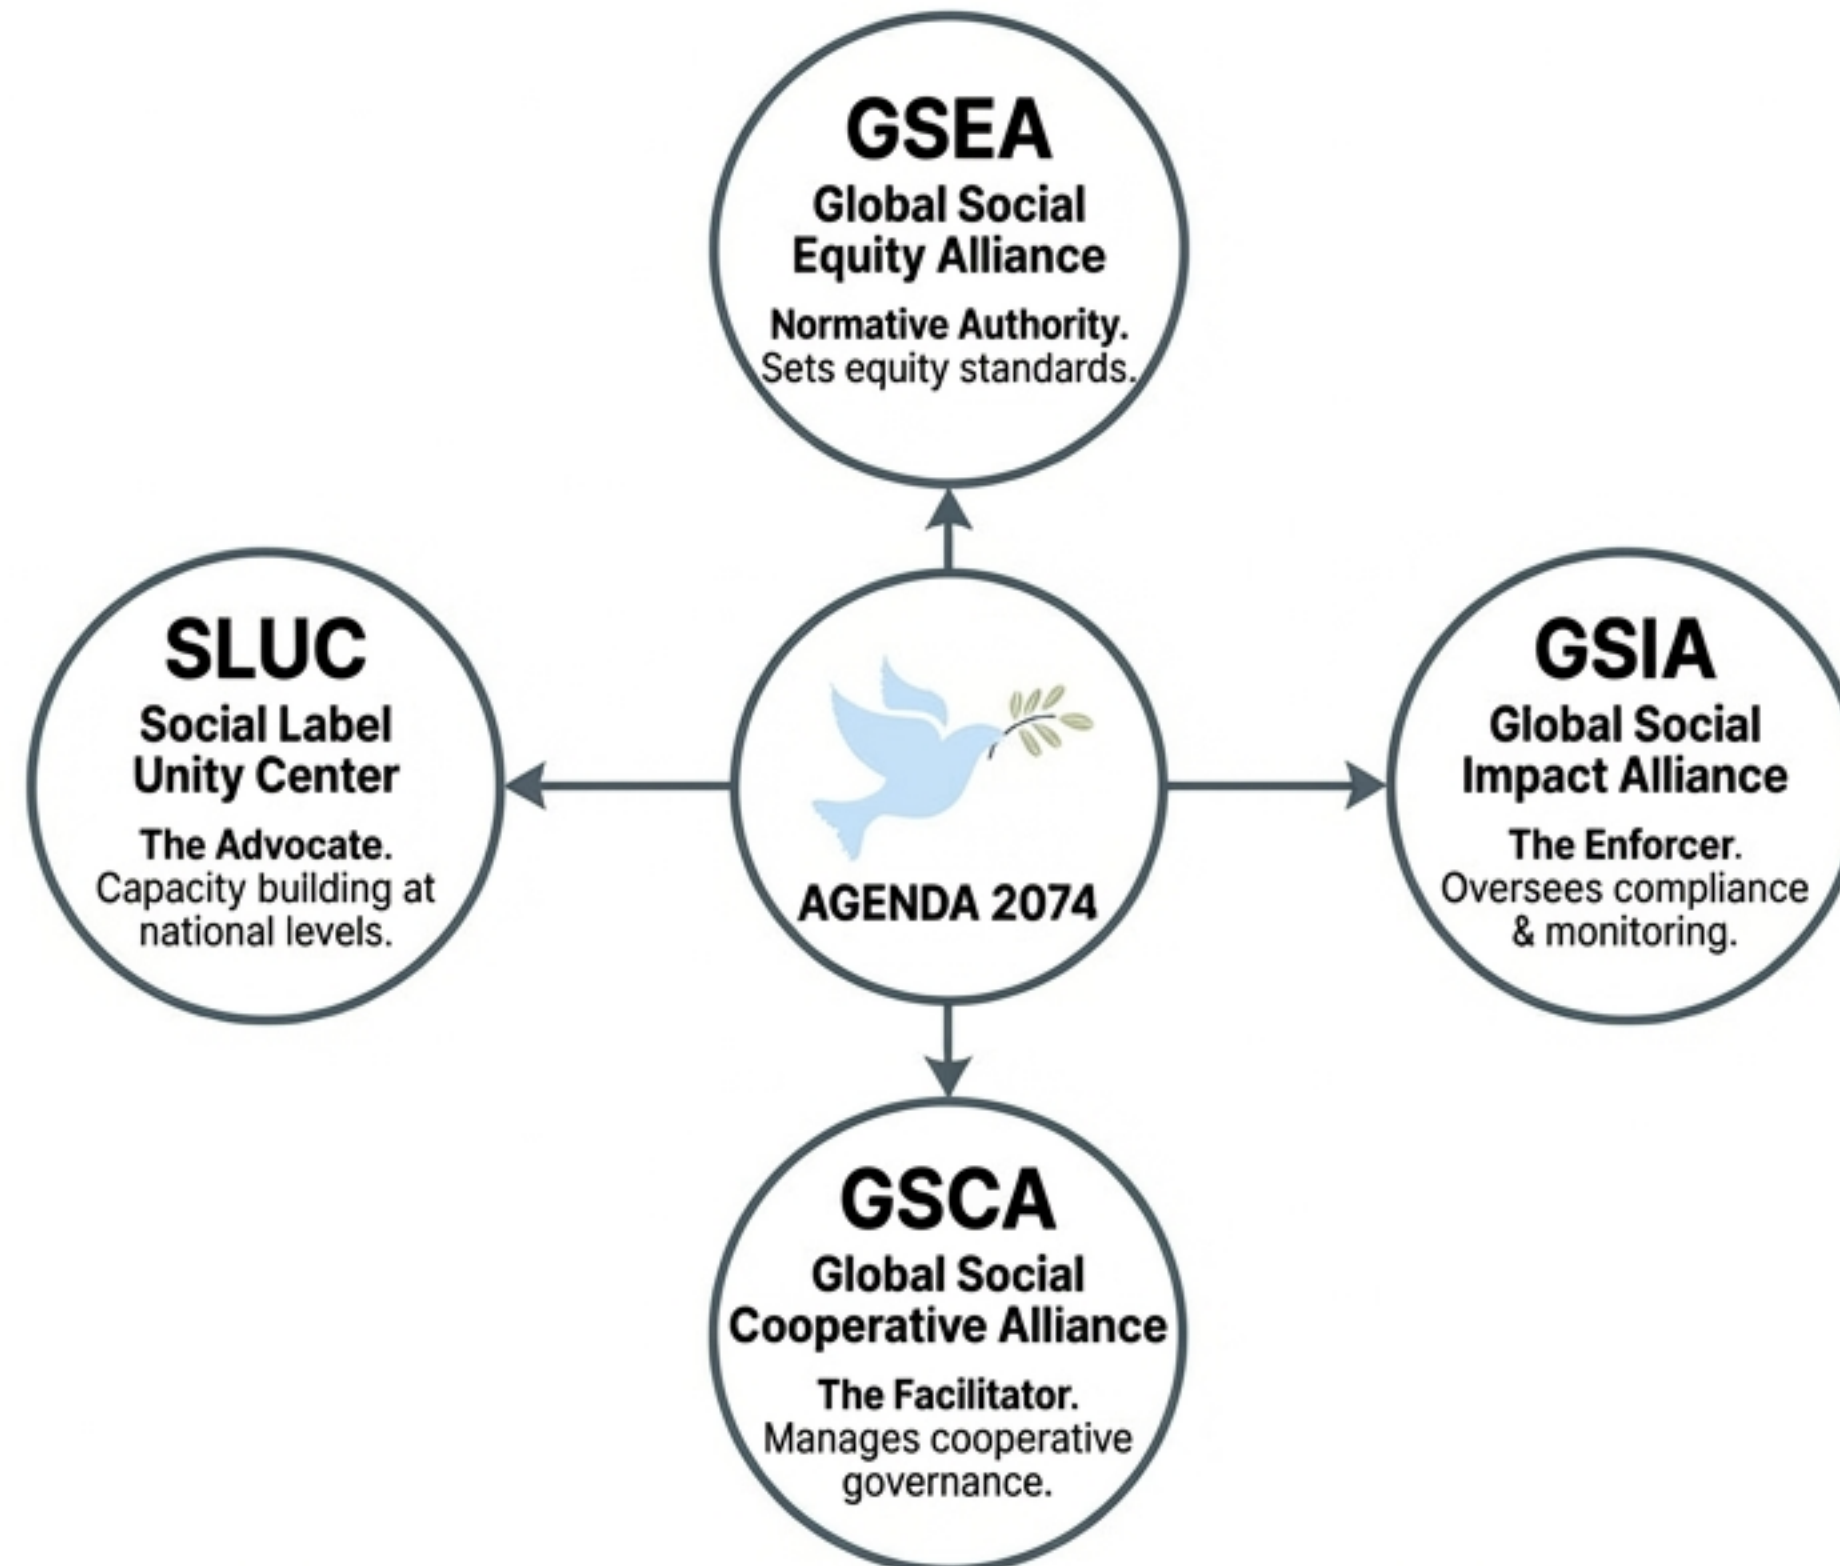 GSEA
Global Social
Equity Alliance
Normative Authority.
Sets equity standards.
SLUC
Social Label
Unity Center
The Advocate.
Capacity building at
national levels.
AGENDA 2074
GSIA
Global Social
Impact Alliance
The Enforcer.
Oversees compliance
& monitoring.
GSCA
Global Social
Cooperative Alliance
The Facilitator.
Manages cooperative
governance.